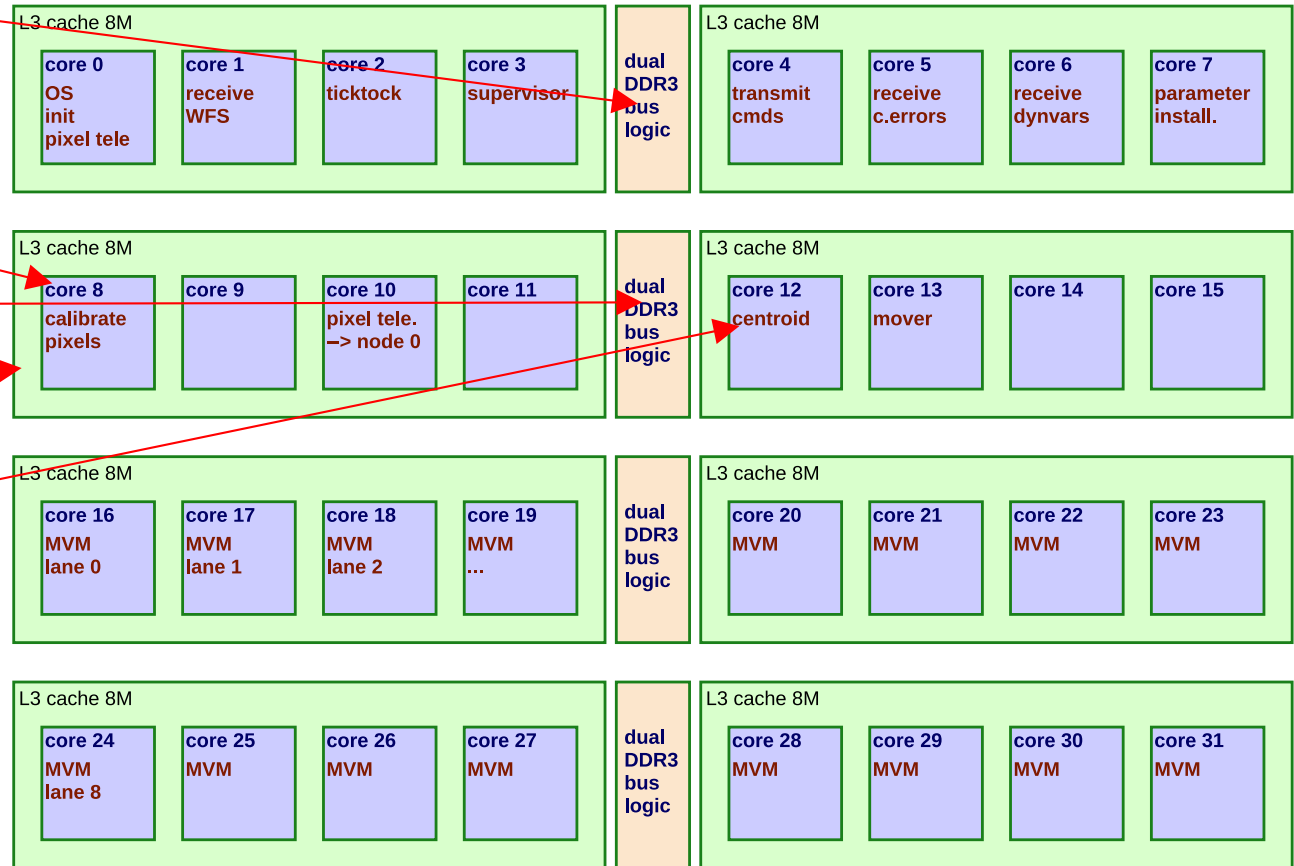 L3 cache 8M
core 0
OS
init
pixel tele
core 1
receive
WFS
core 2
ticktock
core 3
supervisor
dual
DDR3
bus
logic
L3 cache 8M
core 4
transmit
cmds
core 5
receive
c.errors
core 6
receive
dynvars
core 7
parameter
install.
L3 cache 8M
core 8
calibrate
pixels
core 9
core 10
pixel tele.
–> node 0
core 11
dual
DDR3
bus
logic
L3 cache 8M
core 12
centroid
core 13
mover
core 14
core 15
L3 cache 8M
core 16
MVM
lane 0
core 17
MVM
lane 1
core 18
MVM
lane 2
core 19
MVM
...
dual
DDR3
bus
logic
L3 cache 8M
core 20
MVM
core 21
MVM
core 22
MVM
core 23
MVM
L3 cache 8M
core 24
MVM
lane 8
core 25
MVM
core 26
MVM
core 27
MVM
dual
DDR3
bus
logic
L3 cache 8M
core 28
MVM
core 29
MVM
core 30
MVM
core 31
MVM